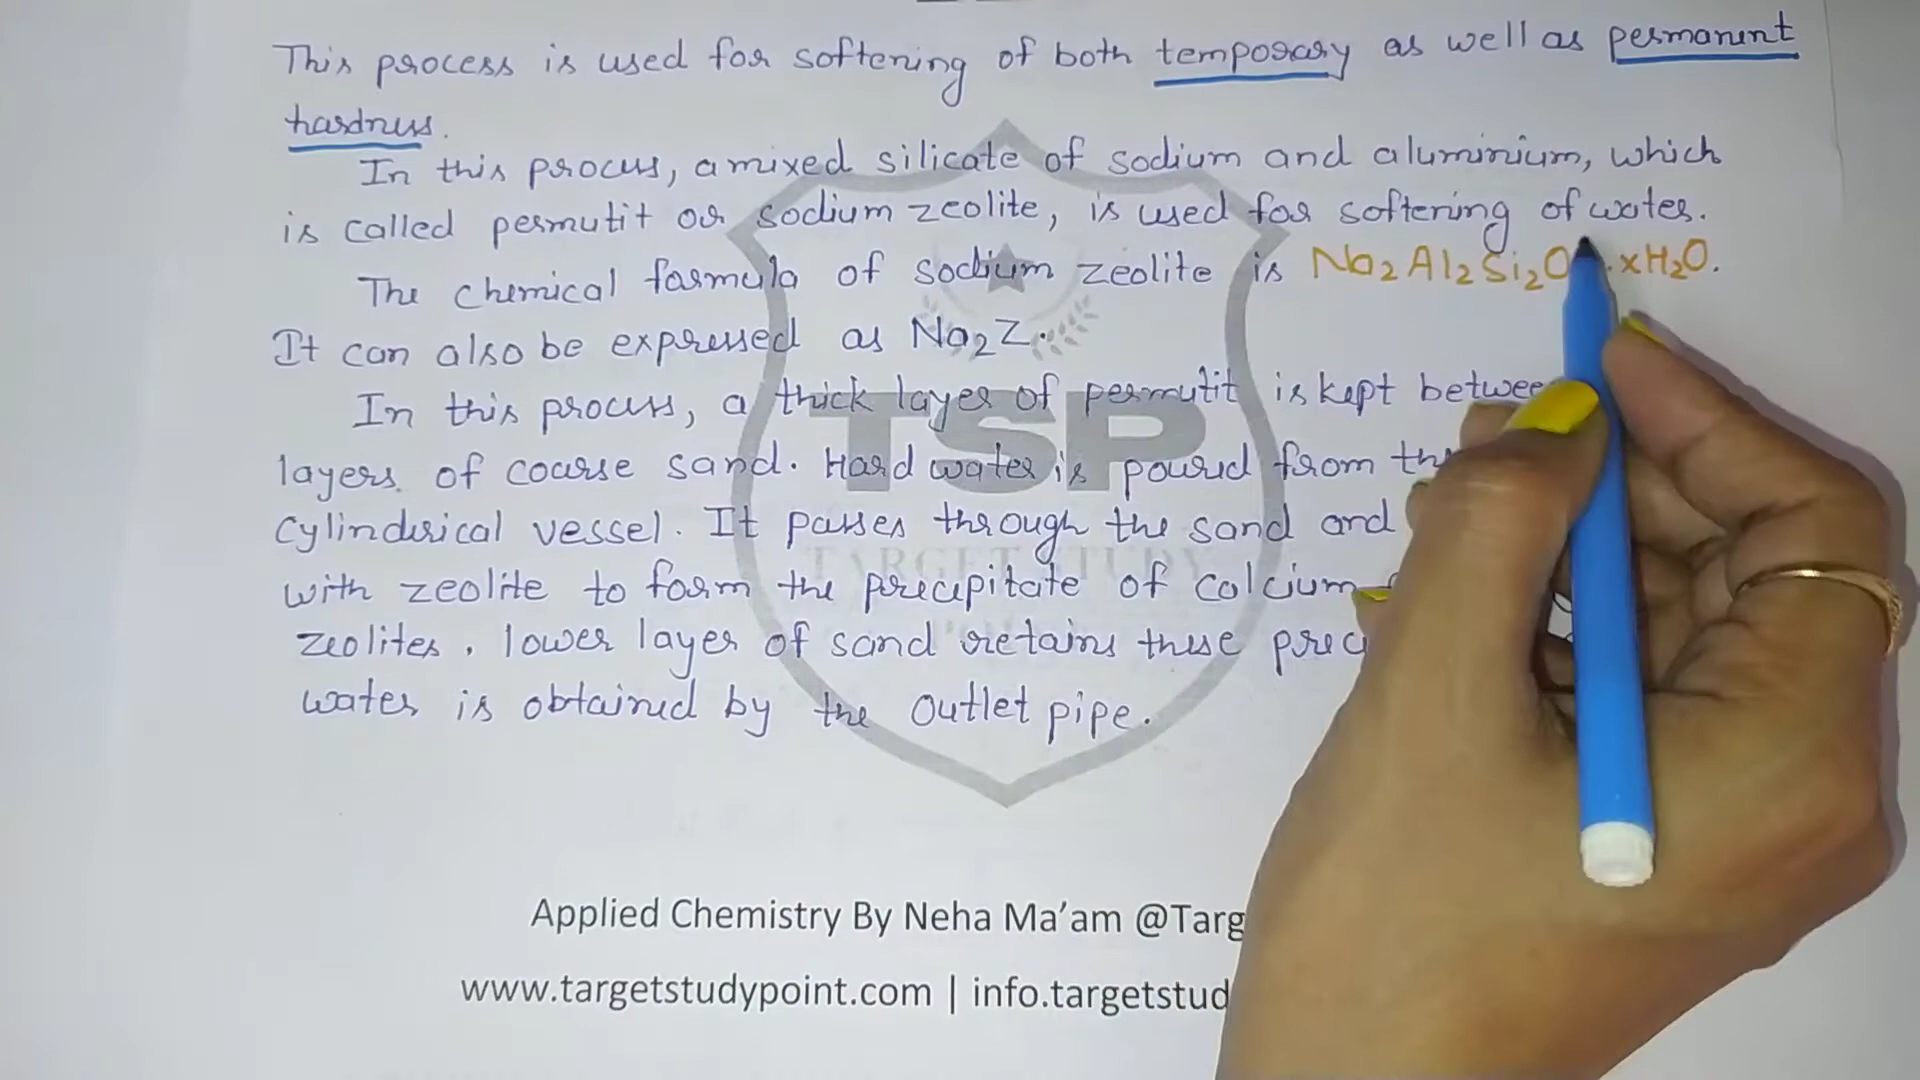 This process is used for softening of both temporary as well as permanent
hardness.
In this process, a mixed silicate of sodium and aluminium, which
is called permutit or sodium zeolite, is used for softening of water.
The chemical formula of sodium zeolite is Na2Al2Si2O .xH2O.
It can also be expressed as Na2Z.
In this process, a thick layer of permutit is kept
layers of coarse sand. Hard water is poured from
cylindrical vessel. It passes through the sand and
with zeolite to form the precipitate of calcium
zeolites. lower layer of sand retains these
water is obtained by the outlet pipe.
TSP
TARGET STUDY
Applied Chemistry By Neha Ma'am @Targ
www.targetstudypoint.com | info.targetstud